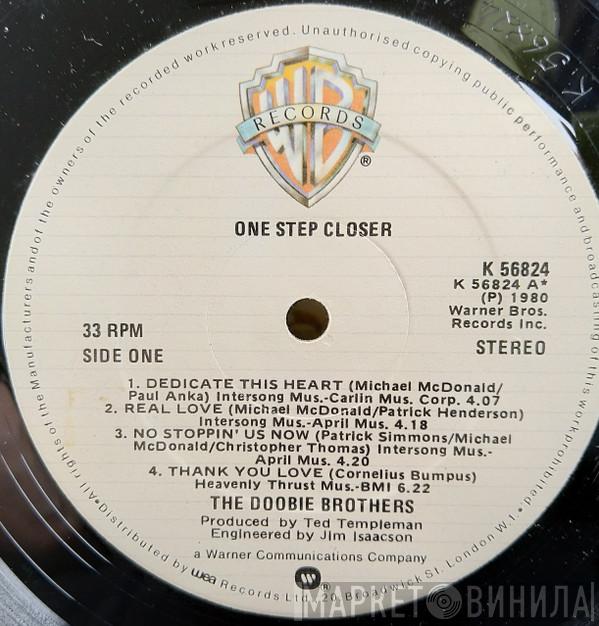 of the recorded work reserved. Unauthorised copying public performance and broadcasting of this work prohibited.
All rights of the Manufacturers and of the owners
WB
RECORDS
®
ONE STEP CLOSER
K 56824
K 56824 A*
(P) 1980
Warner Bros.
Records Inc.
33 RPM
SIDE ONE
STEREO
1. DEDICATE THIS HEART (Michael McDonald/
Paul Anka) Intersong Mus.-Carlin Mus. Corp. 4.07
2. REAL LOVE (Michael McDonald/Patrick Henderson)
Intersong Mus.-April Mus. 4.18
3. NO STOPPIN' US NOW (Patrick Simmons/Michael
McDonald/Christopher Thomas) Intersong Mus.-
April Mus. 4.20
4. THANK YOU LOVE (Cornelius Bumpus)
Heavenly Thrust Mus.-BMI 6.22
THE DOOBIE BROTHERS
Produced by Ted Templeman
Engineered by Jim Isaacson
a Warner Communications Company
W ®
•Distributed by wea Records Ltd. 20, Broadwick St. London W.1.•
K 56824
МАРКЕТ ВИНИЛА